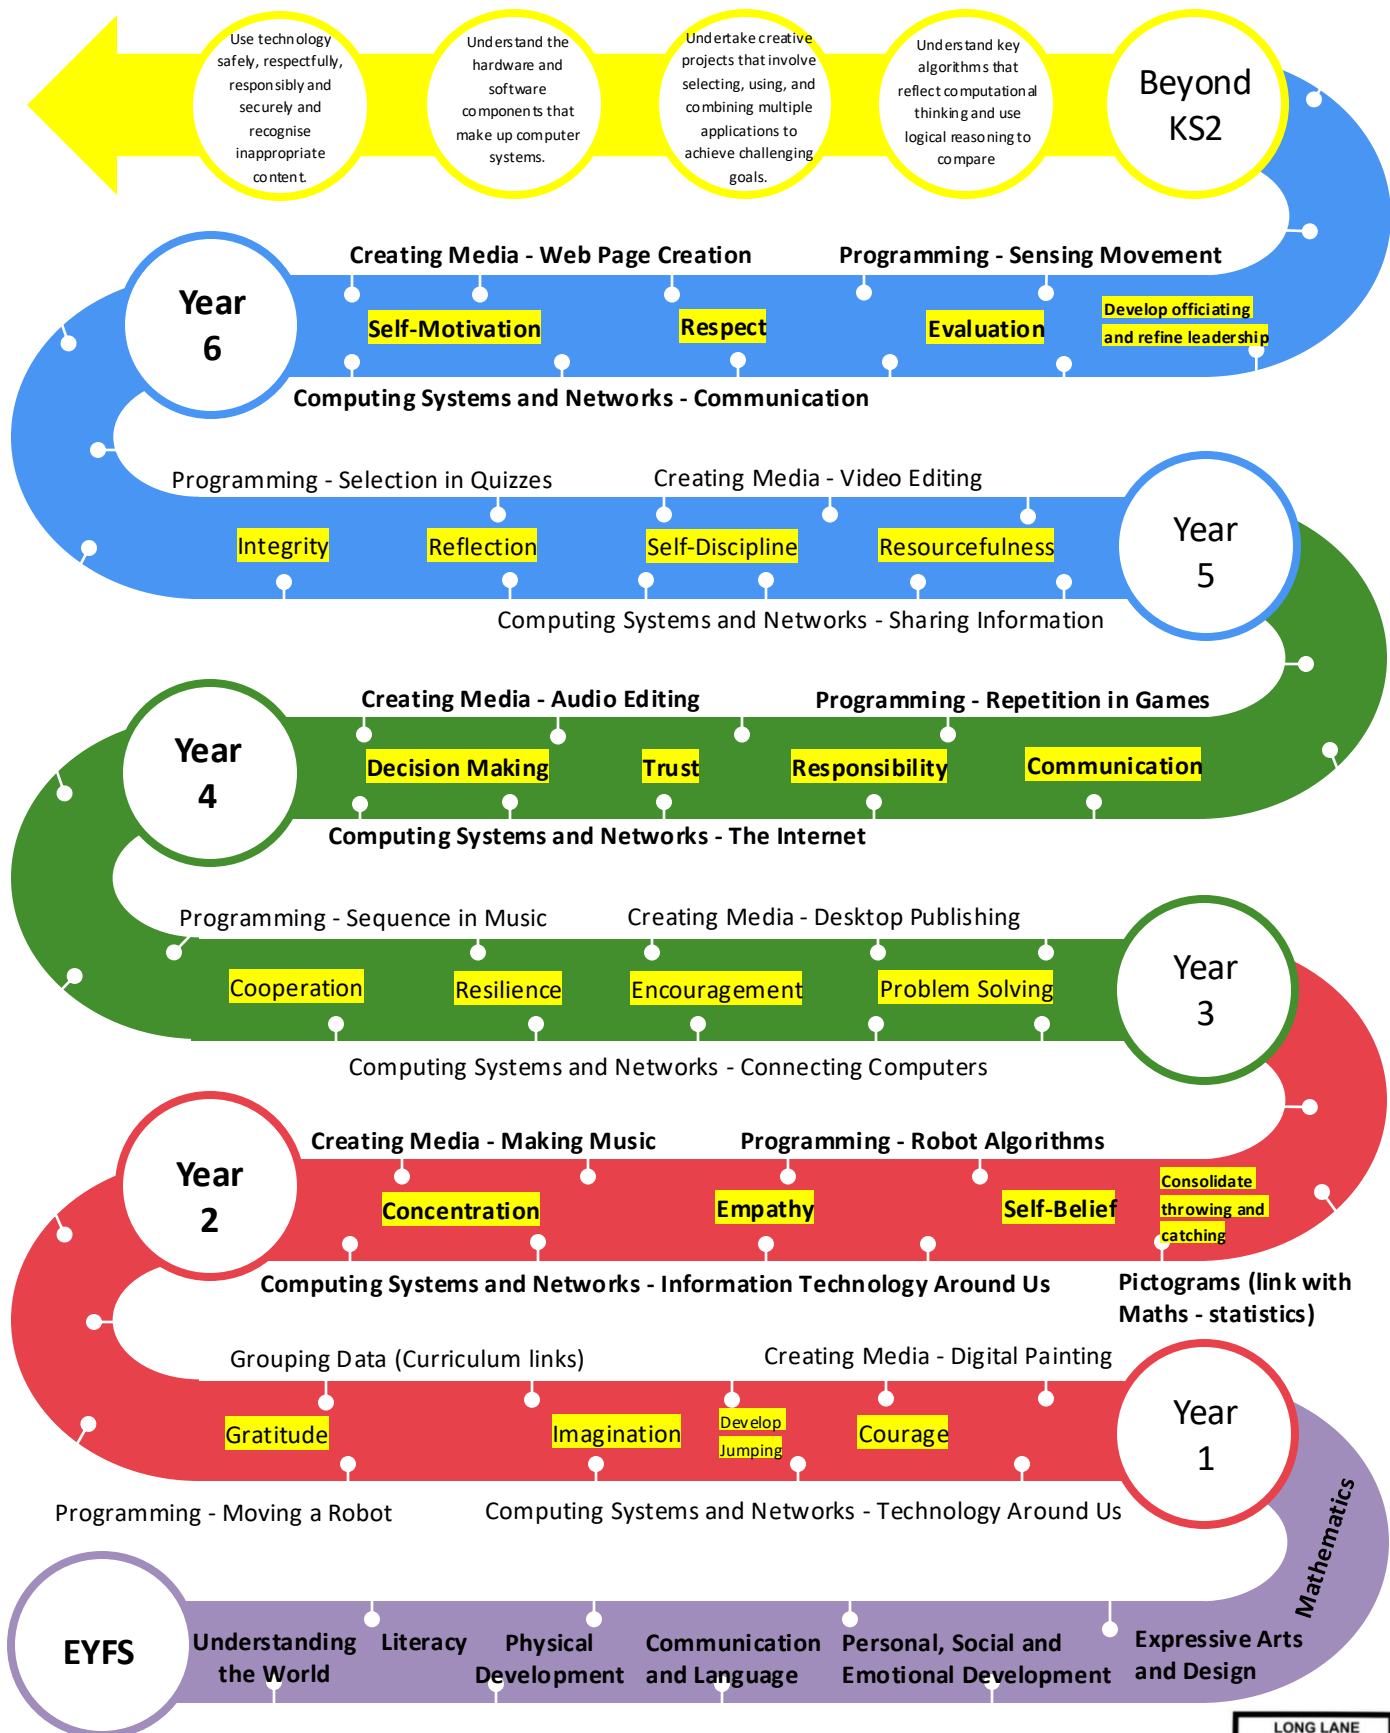 Use technology
safely, respectfully,
responsibly and
securely and
recognise
inappropriate
content.
Understand the
hardware and
software
components that
make up computer
systems.
Undertake creative
projects that involve
selecting, using, and
combining multiple
applications to
achieve challenging
goals.
Understand key
algorithms that
reflect computational
thinking and use
logical reasoning to
compare
Beyond
KS2
Creating Media - Web Page Creation
Programming - Sensing Movement
Year
6
Self-Motivation
Respect
Evaluation
Develop officiating
and refine leadership
Computing Systems and Networks - Communication
Programming - Selection in Quizzes
Creating Media - Video Editing
Integrity
Reflection
Self-Discipline
Resourcefulness
Year
5
Computing Systems and Networks - Sharing Information
Creating Media - Audio Editing
Programming - Repetition in Games
Year
4
Decision Making
Trust
Responsibility
Communication
Computing Systems and Networks - The Internet
Programming - Sequence in Music
Creating Media - Desktop Publishing
Cooperation
Resilience
Encouragement
Problem Solving
Year
3
Computing Systems and Networks - Connecting Computers
Creating Media - Making Music
Programming - Robot Algorithms
Year
2
Concentration
Empathy
Self-Belief
Consolidate
throwing and
catching
Computing Systems and Networks - Information Technology Around Us
Pictograms (link with
Maths - statistics)
Grouping Data (Curriculum links)
Creating Media - Digital Painting
Gratitude
Imagination
Develop
Jumping
Courage
Year
1
Programming - Moving a Robot
Computing Systems and Networks - Technology Around Us
Mathematics
EYFS
Understanding
the World
Literacy
Physical
Development
Communication
and Language
Personal, Social and
Emotional Development
Expressive Arts
and Design
LONG LANE